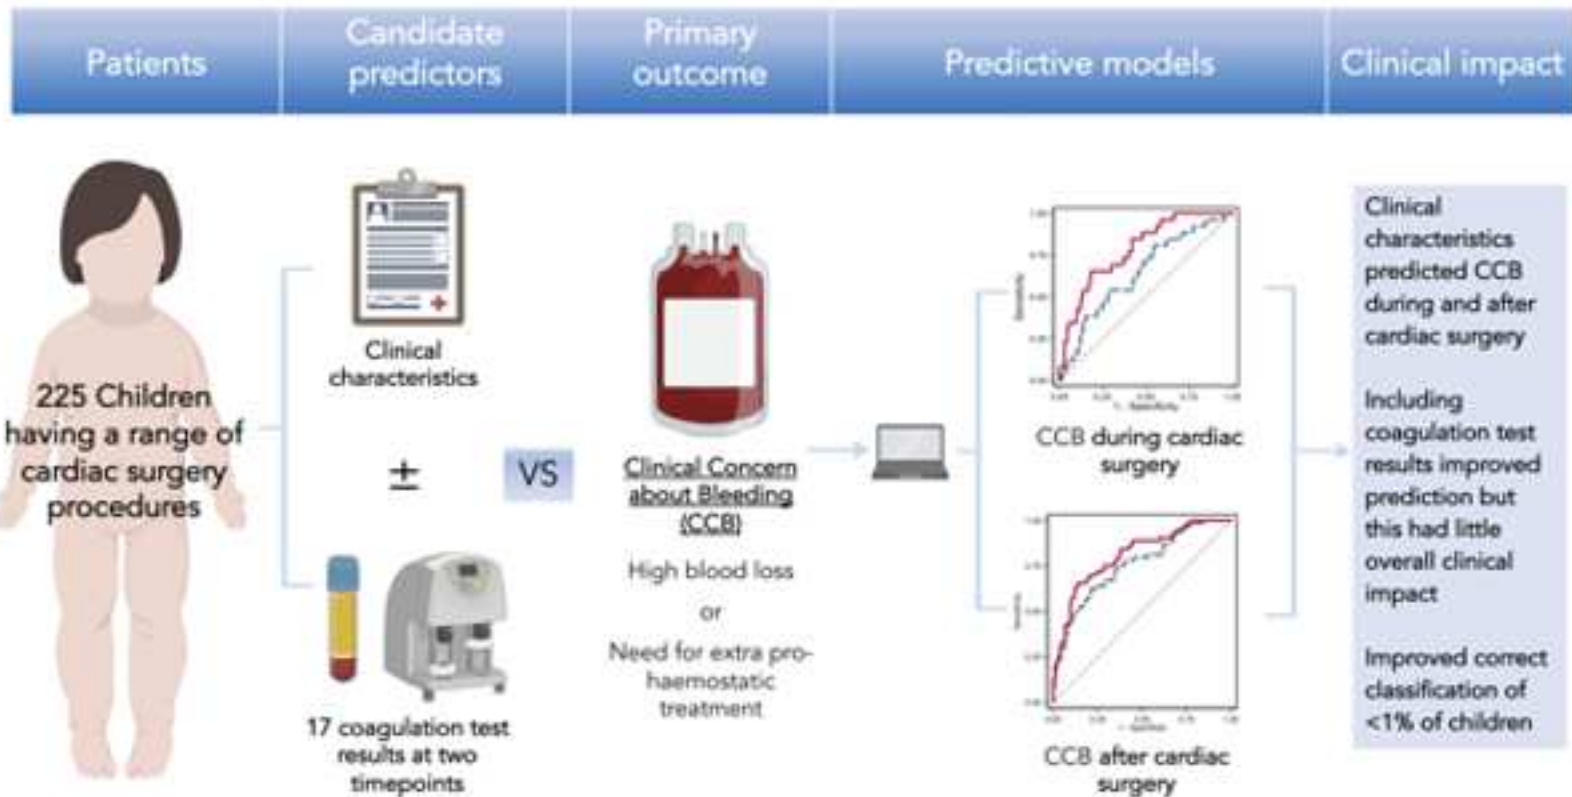 Patients
Candidate
predictors
Primary
outcome
Predictive models
Clinical impact
225 Children
having a range of
cardiac surgery
procedures
Clinical
characteristics
±
17 coagulation test
results at two
timepoints
VS
Clinical Concern
about Bleeding
(CCB)
High blood loss
or
Need for extra pro-
haemostatic
treatment
CCB during cardiac
surgery
CCB after cardiac
surgery
Clinical
characteristics
predicted CCB
during and after
cardiac surgery
Including
coagulation test
results improved
prediction but
this had little
overall clinical
impact
Improved correct
classification of
<1% of children